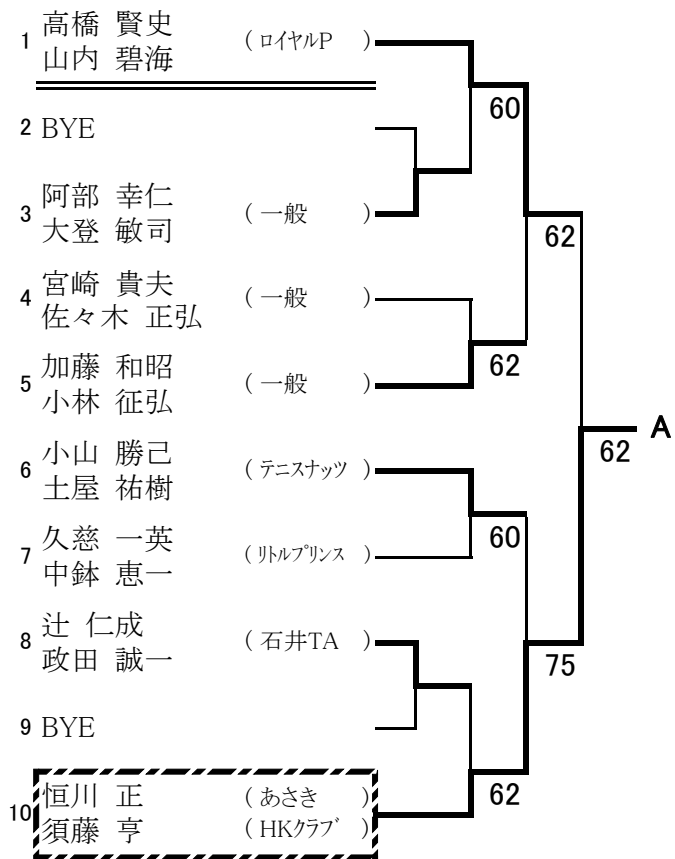 1 高橋 賢史 (ロイヤルP)
山内 碧海
60
2 BYE
3 阿部 幸仁 (一般)
大登 敏司
62
4 宮崎 貴夫 (一般)
佐々木 正弘
62
5 加藤 和昭 (一般)
小林 征弘
A
62
6 小山 勝己 (テニスナッツ)
土屋 祐樹
60
7 久慈 一英 (リトルプリンス)
中鉢 恵一
8 辻 仁成 (石井TA)
政田 誠一
75
9 BYE
10 恒川 正 (あさき)
須藤 亨 (HKクラブ)
62